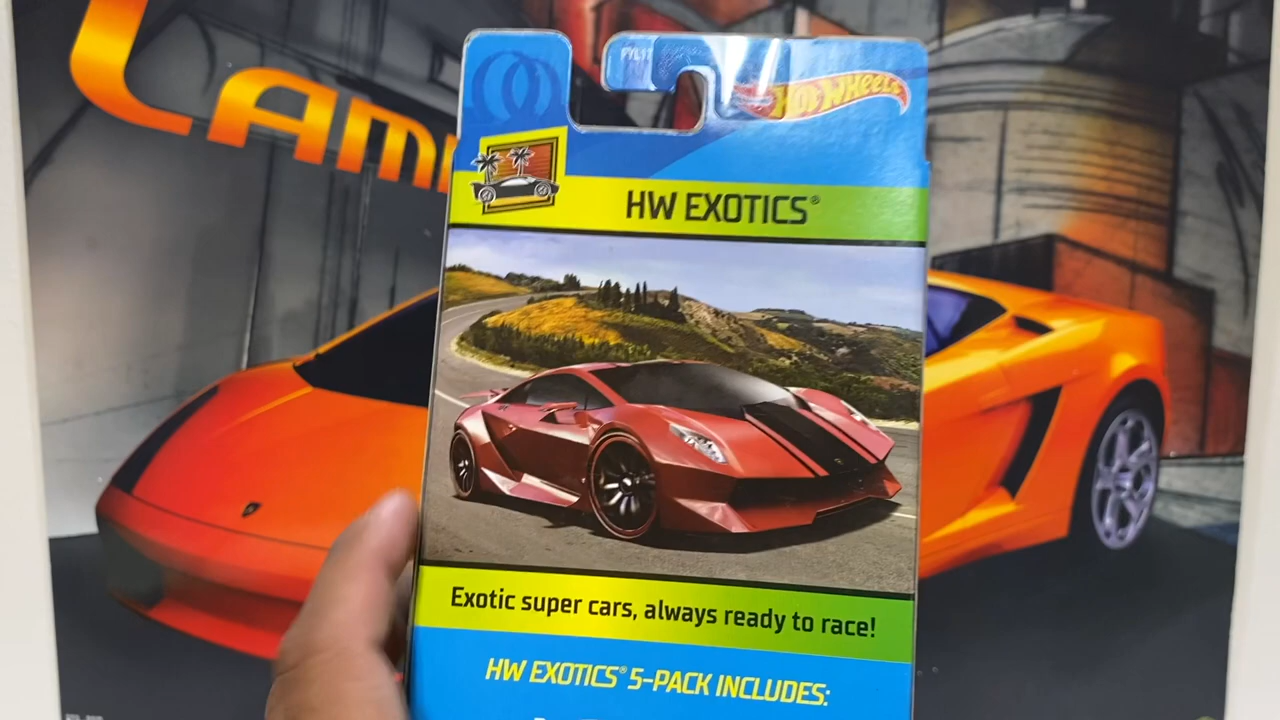 LAM
HOT WHEELS
HW EXOTICS®
Exotic super cars, always ready to race!
HW EXOTICS® 5-PACK INCLUDES: